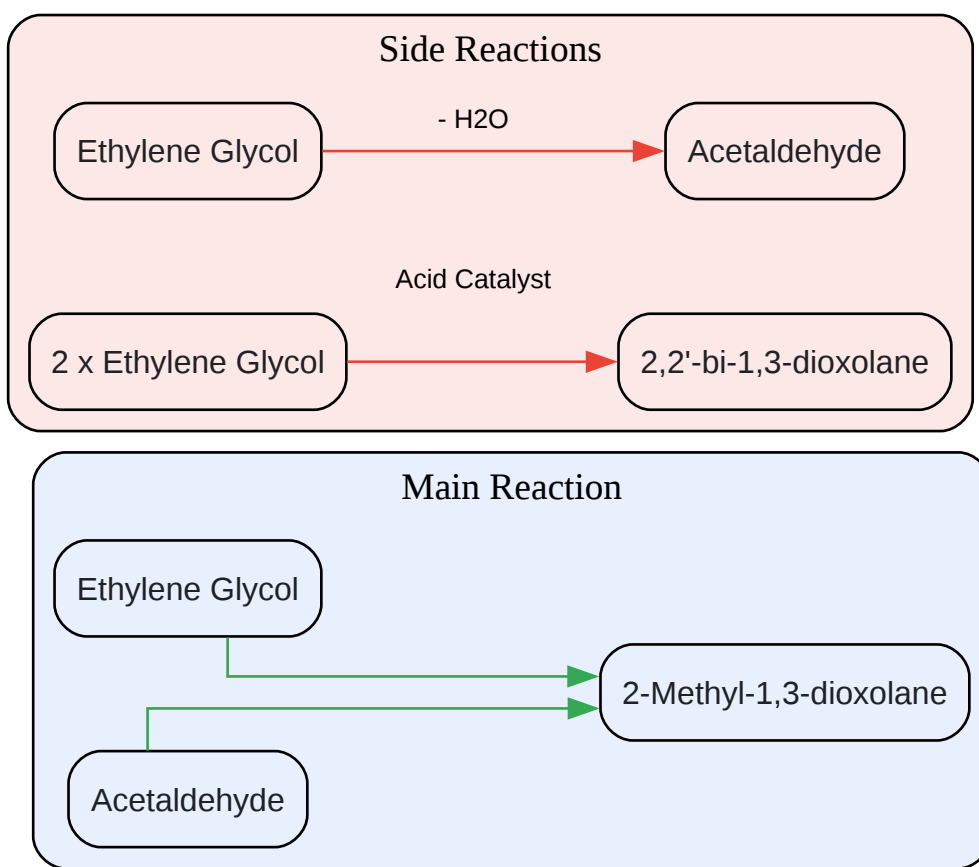 Side Reactions
- H2O
Ethylene Glycol
Acetaldehyde
Acid Catalyst
2 x Ethylene Glycol
2,2'-bi-1,3-dioxolane
Main Reaction
Ethylene Glycol
2-Methyl-1,3-dioxolane
Acetaldehyde